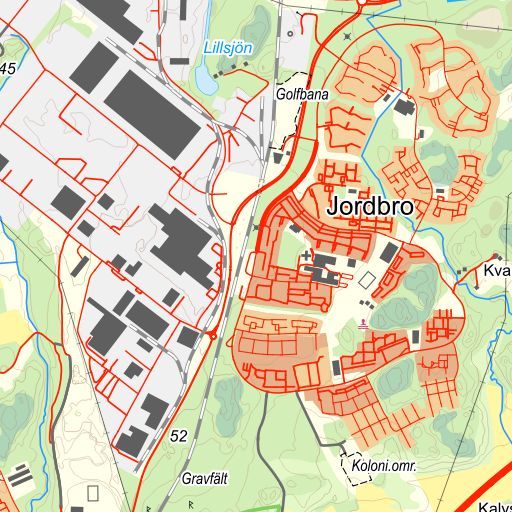 Lillsjön
45
Golfbana
Jordbro
Kva
52
Gravfält
Koloni.omr.
Kalvs